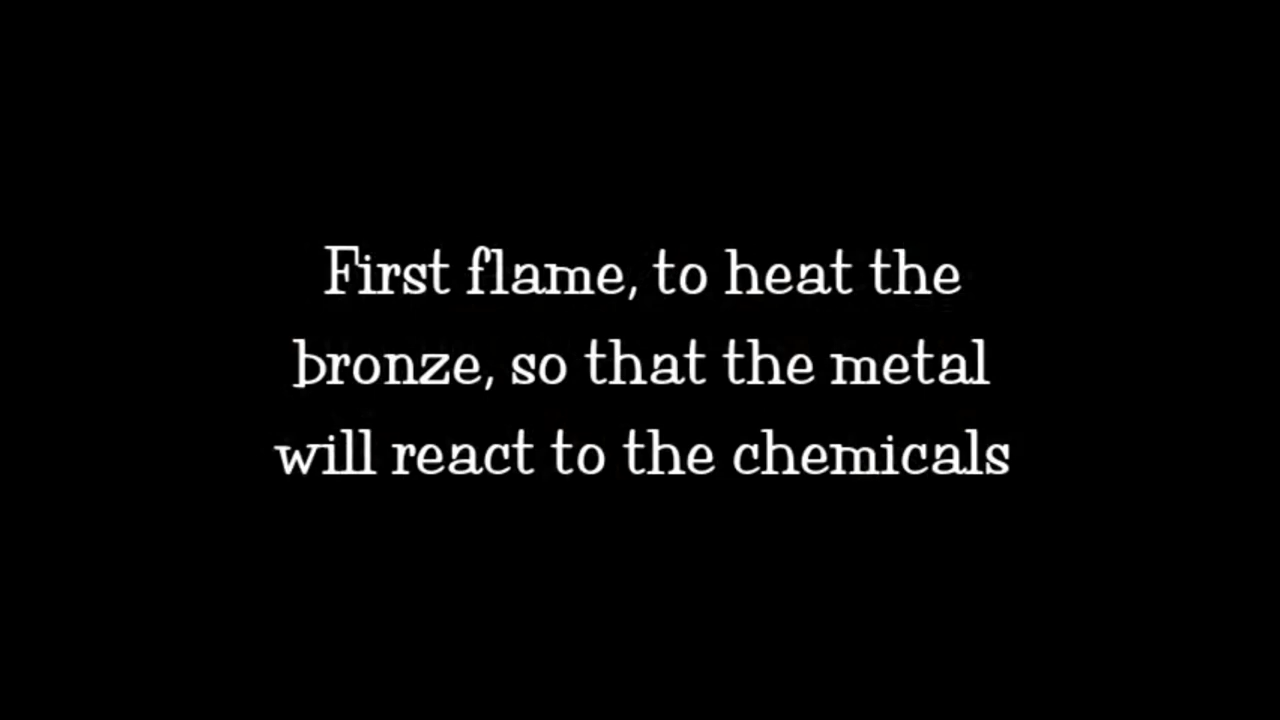 First flame, to heat the
bronze, so that the metal
will react to the chemicals